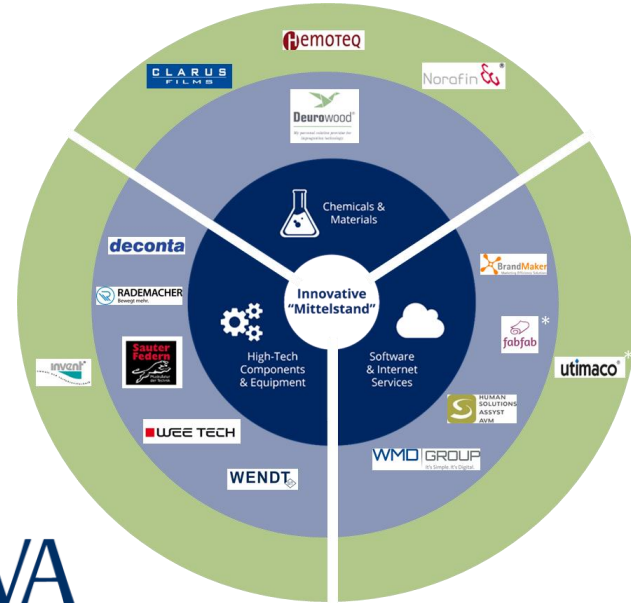 HEMOTEQ
CLARUS
FILMS
Norafin®
Deurowood®
Chemicals &
Materials
deconta
BrandMaker
RADEMACHER
Bewegt mehr.
Innovative
"Mittelstand"
fabfab *
Sauter
Federn
High-Tech
Components
& Equipment
Software
& Internet
Services
invent
utimaco® *
HUMAN
SOLUTIONS
ASSYST
AVM
WEE TECH
WMD GROUP
It's Simple. It's Digital.
WENDT
VA